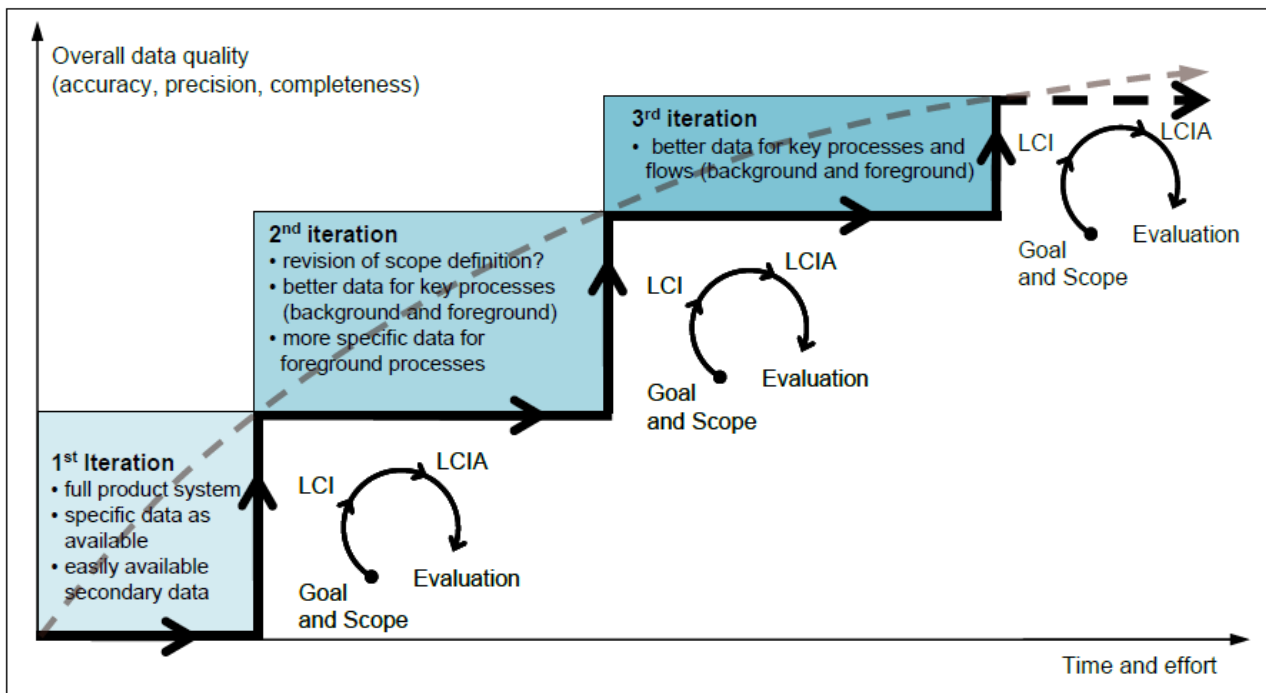 Overall data quality
(accuracy, precision, completeness)
3rd iteration
• better data for key processes and
flows (background and foreground)
LCI
LCIA
Goal
and Scope
Evaluation
2nd iteration
• revision of scope definition?
• better data for key processes
(background and foreground)
• more specific data for
foreground processes
LCI
LCIA
Goal
and Scope
Evaluation
1st Iteration
• full product system
• specific data as
available
• easily available
secondary data
LCI
LCIA
Goal
and Scope
Evaluation
Time and effort